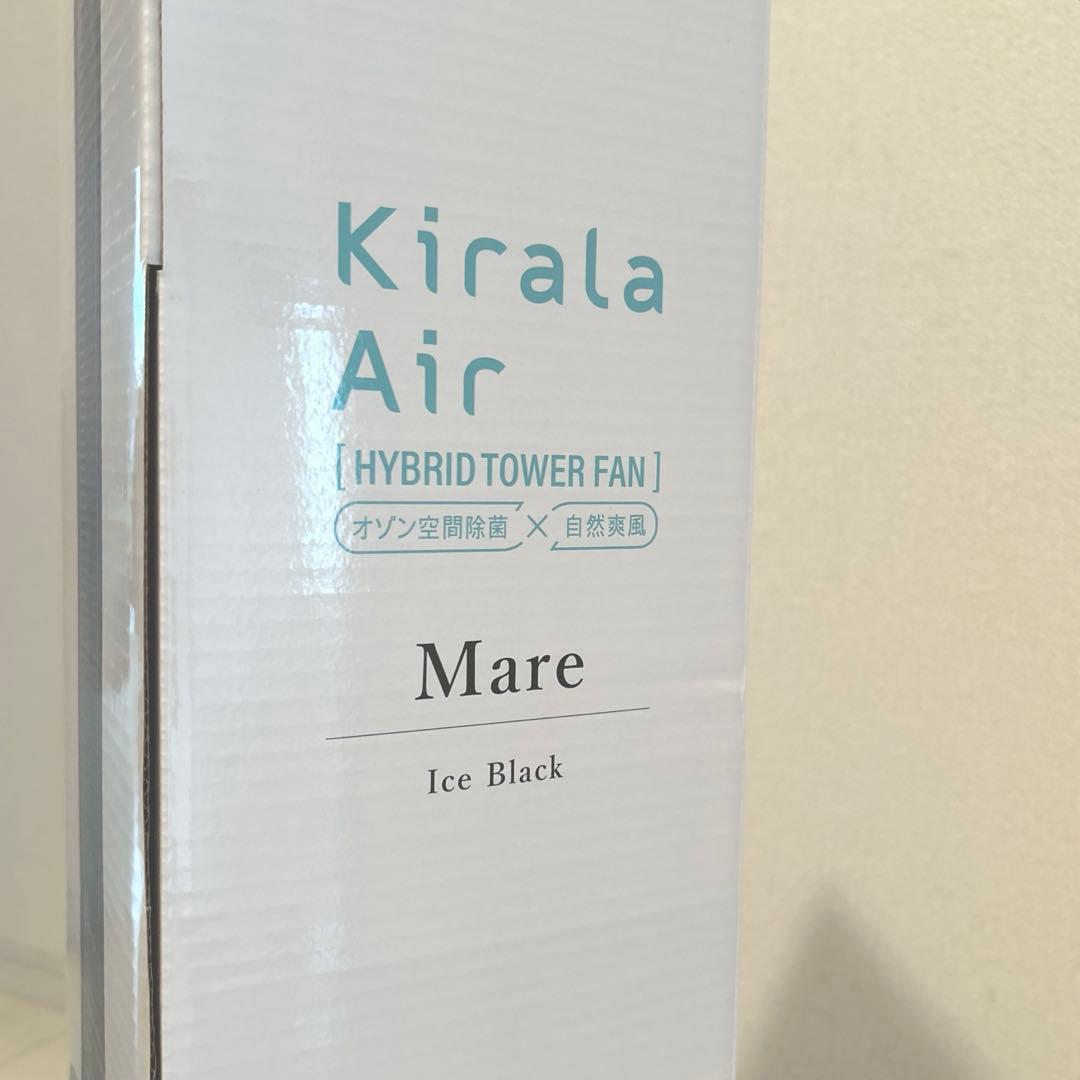 Kirala
Air
[ HYBRID TOWER FAN ]
オゾン空間除菌 × 自然爽風
Mare
Ice Black